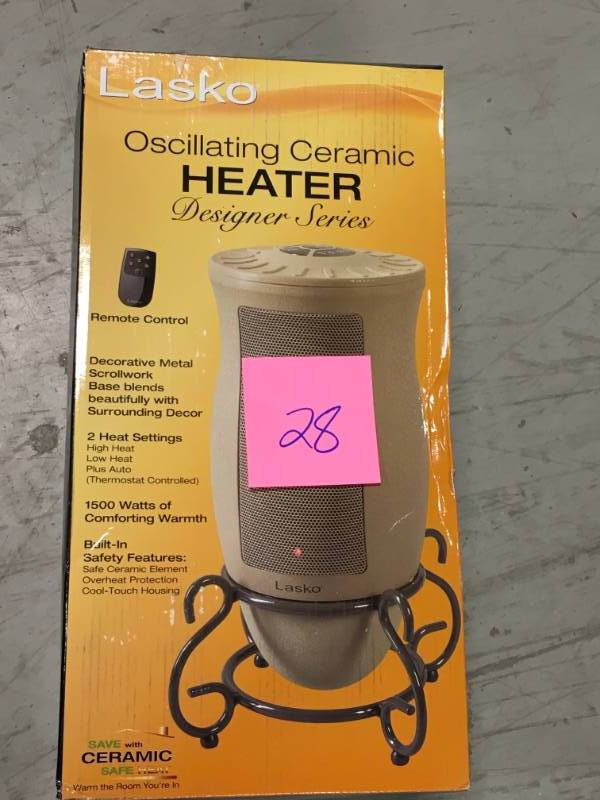 Lasko
Oscillating Ceramic
HEATER
Designer Series
Remote Control
Decorative Metal
Scrollwork
Base blends
beautifully with
Surrounding Decor
2 Heat Settings
High Heat
Low Heat
Plus Auto
(Thermostat Controlled)
1500 Watts of
Comforting Warmth
Built-In
Safety Features:
Safe Ceramic Element
Overheat Protection
Cool-Touch Housing
28
Lasko
SAVE with
CERAMIC
SAFE HEAT
Warm the Room You're In